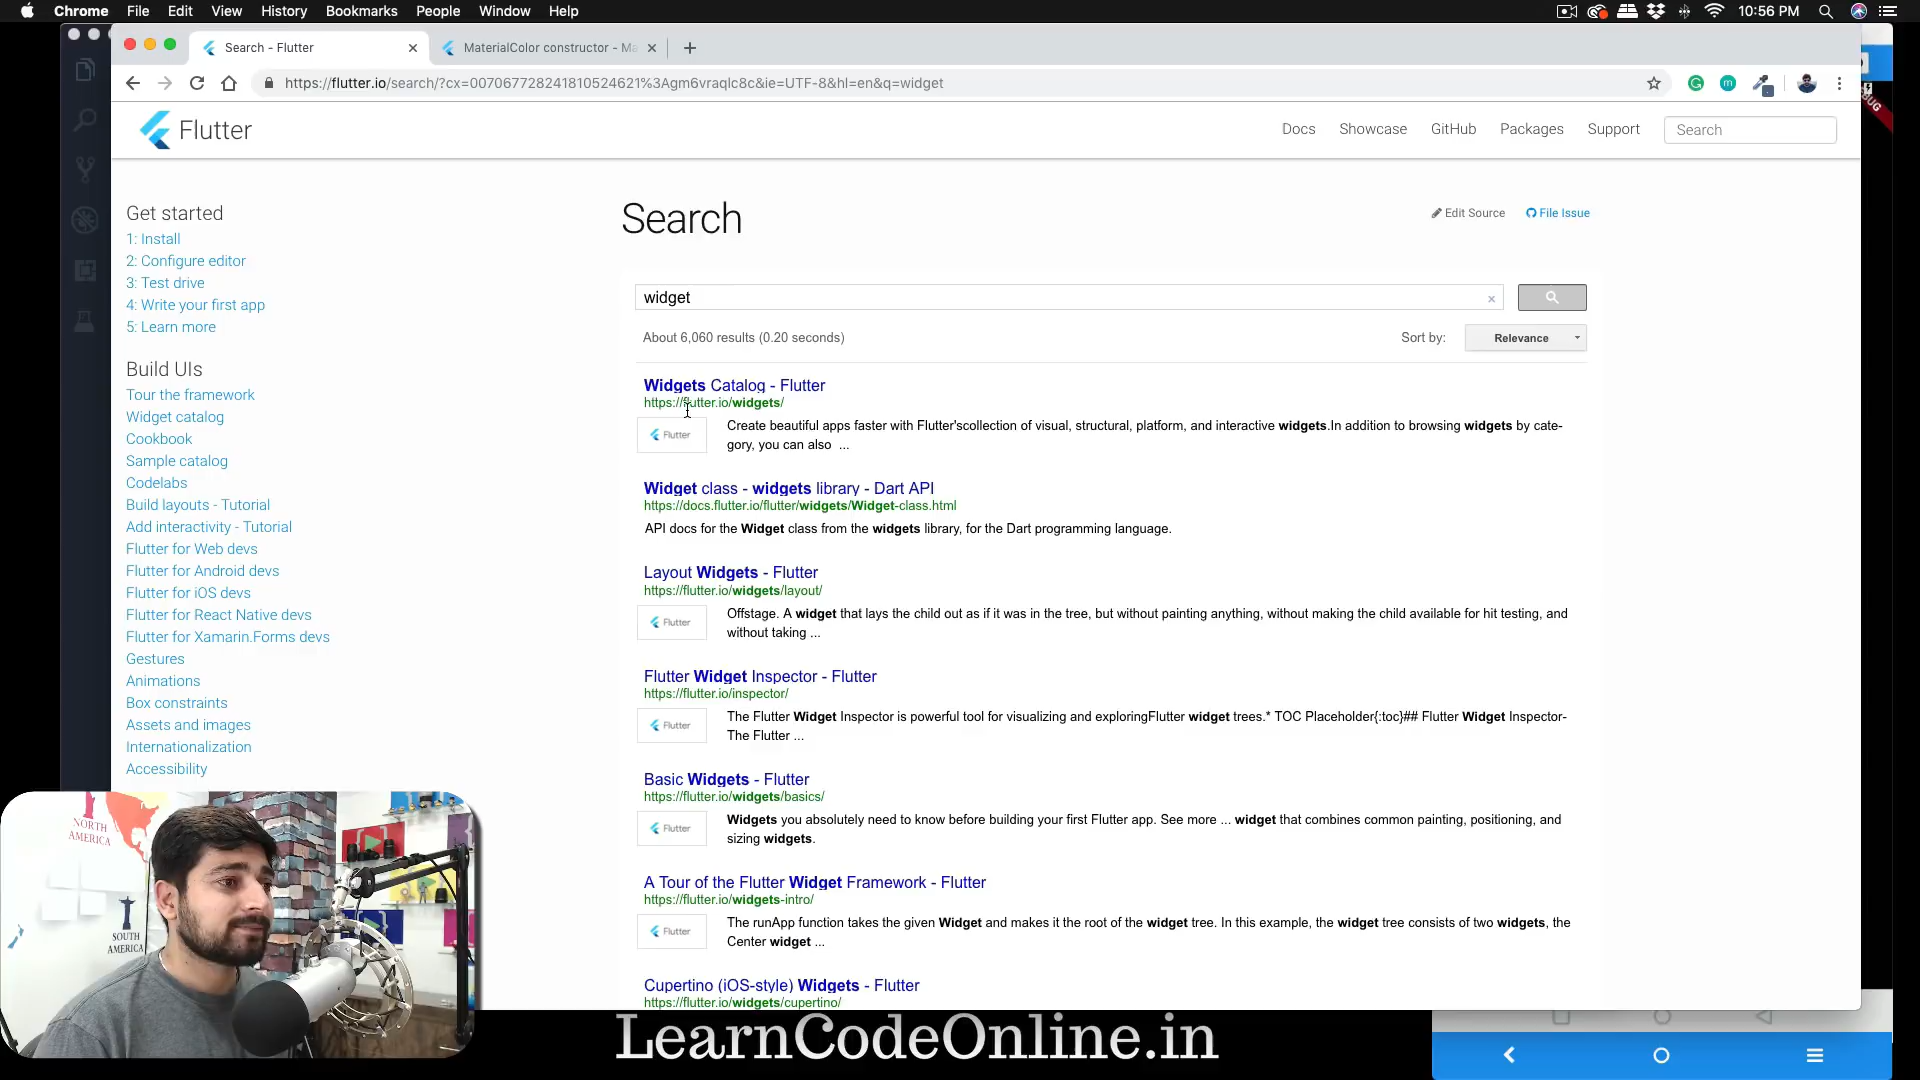 Chrome File Edit View History Bookmarks People Window Help 10:56 PM
Search - Flutter
MaterialColor constructor - Ma
https://flutter.io/search/?cx=007067728241810524621%3Agm6vraqlc8c&ie=UTF-8&hl=en&q=widget
Flutter
Docs Showcase GitHub Packages Support Search
Get started
1: Install
2: Configure editor
3: Test drive
4: Write your first app
5: Learn more
Build UIs
Tour the framework
Widget catalog
Cookbook
Sample catalog
Codelabs
Build layouts - Tutorial
Add interactivity - Tutorial
Flutter for Web devs
Flutter for Android devs
Flutter for iOS devs
Flutter for React Native devs
Flutter for Xamarin.Forms devs
Gestures
Animations
Box constraints
Assets and images
Internationalization
Accessibility
Search
Edit Source File Issue
widget
About 6,060 results (0.20 seconds)
Sort by: Relevance
Widgets Catalog - Flutter
https://flutter.io/widgets/
Flutter
Create beautiful apps faster with Flutter'scollection of visual, structural, platform, and interactive widgets.In addition to browsing widgets by cate-
gory, you can also ...
Widget class - widgets library - Dart API
https://docs.flutter.io/flutter/widgets/Widget-class.html
API docs for the Widget class from the widgets library, for the Dart programming language.
Layout Widgets - Flutter
https://flutter.io/widgets/layout/
Flutter
Offstage. A widget that lays the child out as if it was in the tree, but without painting anything, without making the child available for hit testing, and
without taking ...
Flutter Widget Inspector - Flutter
https://flutter.io/inspector/
Flutter
The Flutter Widget Inspector is powerful tool for visualizing and exploringFlutter widget trees.* TOC Placeholder{:toc}## Flutter Widget Inspector-
The Flutter ...
Basic Widgets - Flutter
https://flutter.io/widgets/basics/
Flutter
Widgets you absolutely need to know before building your first Flutter app. See more ... widget that combines common painting, positioning, and
sizing widgets.
A Tour of the Flutter Widget Framework - Flutter
https://flutter.io/widgets-intro/
Flutter
The runApp function takes the given Widget and makes it the root of the widget tree. In this example, the widget tree consists of two widgets, the
Center widget ...
Cupertino (iOS-style) Widgets - Flutter
https://flutter.io/widgets/cupertino/
NORTH
AMERICA
SOUTH
AMERICA
LearnCodeOnline.in